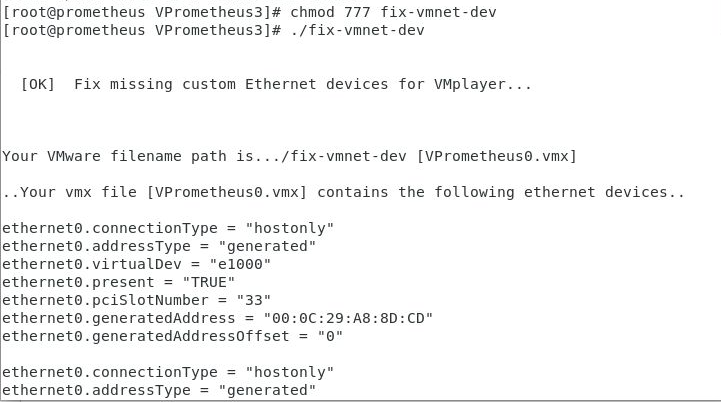 [root@prometheus VPrometheus3]# chmod 777 fix-vmnet-dev
[root@prometheus VPrometheus3]# ./fix-vmnet-dev
[OK]  Fix missing custom Ethernet devices for VMplayer...
Your VMware filename path is.../fix-vmnet-dev [VPrometheus0.vmx]
..Your vmx file [VPrometheus0.vmx] contains the following ethernet devices..
ethernet0.connectionType = "hostonly"
ethernet0.addressType = "generated"
ethernet0.virtualDev = "e1000"
ethernet0.present = "TRUE"
ethernet0.pciSlotNumber = "33"
ethernet0.generatedAddress = "00:0C:29:A8:8D:CD"
ethernet0.generatedAddressOffset = "0"
ethernet0.connectionType = "hostonly"
ethernet0.addressType = "generated"